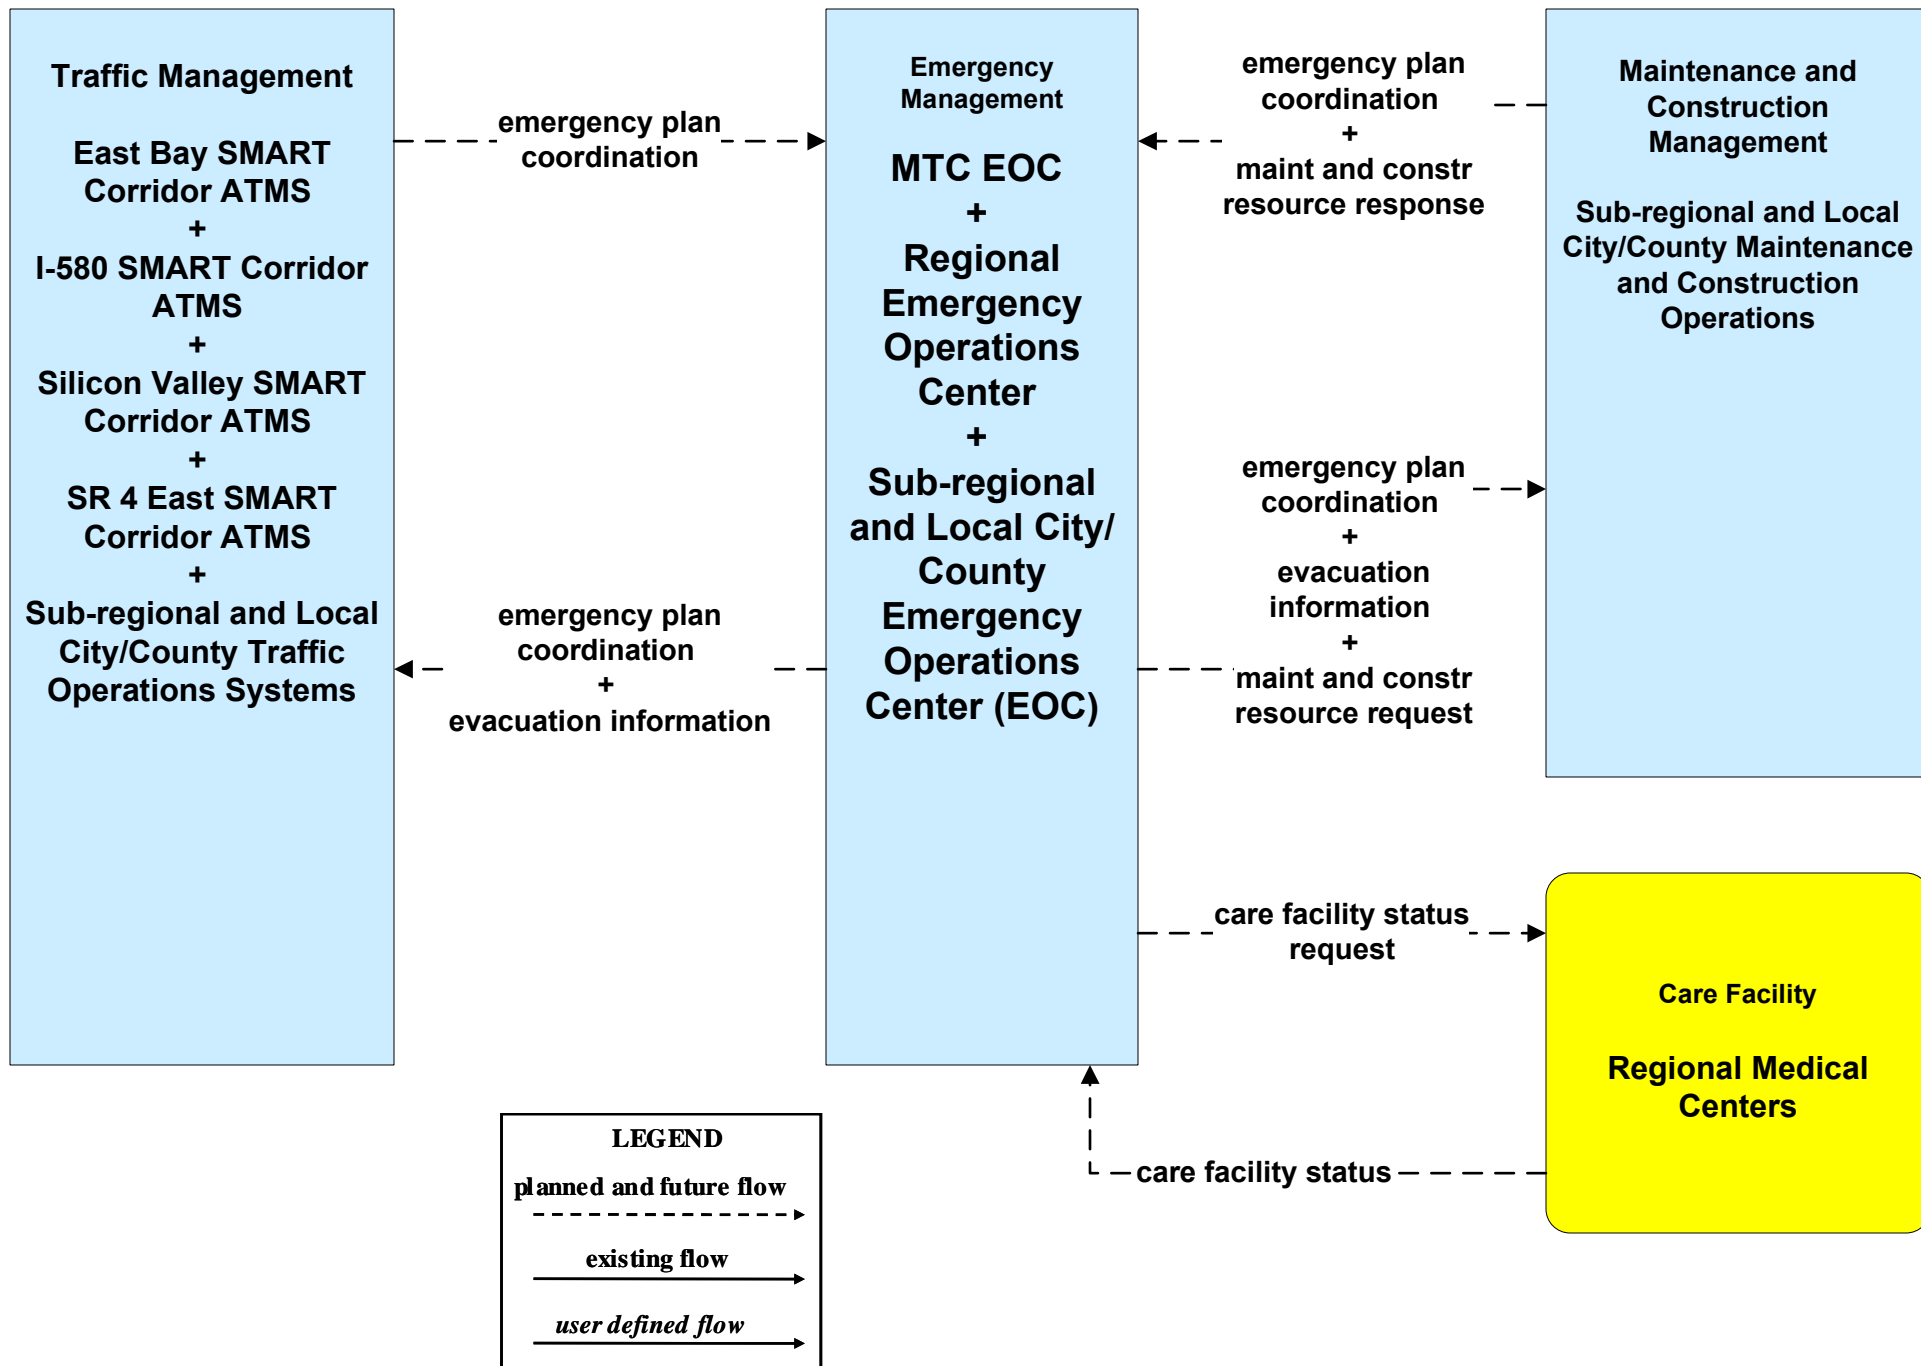 Traffic Management
East Bay SMART
Corridor ATMS
+
I-580 SMART Corridor
ATMS
+
Silicon Valley SMART
Corridor ATMS
+
SR 4 East SMART
Corridor ATMS
+
Sub-regional and Local
City/County Traffic
Operations Systems
emergency plan
coordination
emergency plan
coordination
+
evacuation information
Emergency
Management
MTC EOC
+
Regional
Emergency
Operations
Center
+
Sub-regional
and Local City/
County
Emergency
Operations
Center (EOC)
emergency plan
coordination
+
maint and constr
resource response
emergency plan
coordination
+
evacuation
information
+
maint and constr
resource request
Maintenance and
Construction
Management
Sub-regional and Local
City/County Maintenance
and Construction
Operations
care facility status
request
Care Facility
Regional Medical
Centers
care facility status
LEGEND
planned and future flow
existing flow
user defined flow